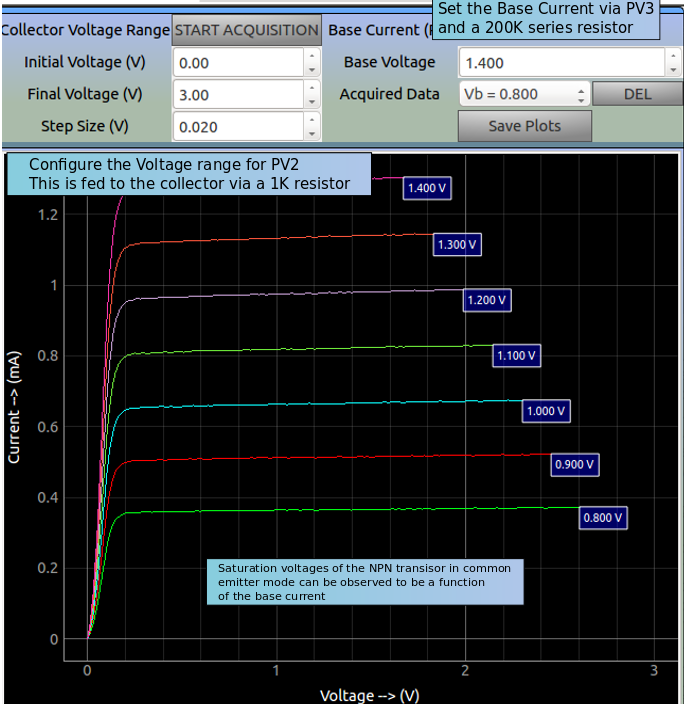 Set the Base Current via PV3
and a 200K series resistor
Collector Voltage Range START ACQUISITION Base Current (P
Initial Voltage (V) 0.00 Base Voltage 1.400
Final Voltage (V) 3.00 Acquired Data Vb = 0.800 DEL
Step Size (V) 0.020 Save Plots
Configure the Voltage range for PV2
This is fed to the collector via a 1K resistor
1.400 V
1.2
1.300 V
1
1.200 V
0.8
1.100 V
0.6
1.000 V
0.900 V
0.4
0.800 V
0.2
Saturation voltages of the NPN transisor in common
emitter mode can be observed to be a function
of the base current
0
Current --> (mA)
0 1 2 3
Voltage --> (V)